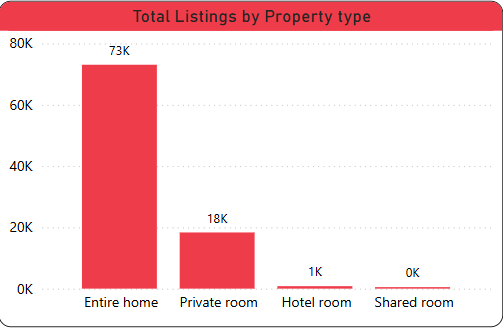 Total Listings by Property type
80K
60K
40K
20K
0K
73K
18K
1K
0K
Entire home Private room Hotel room Shared room